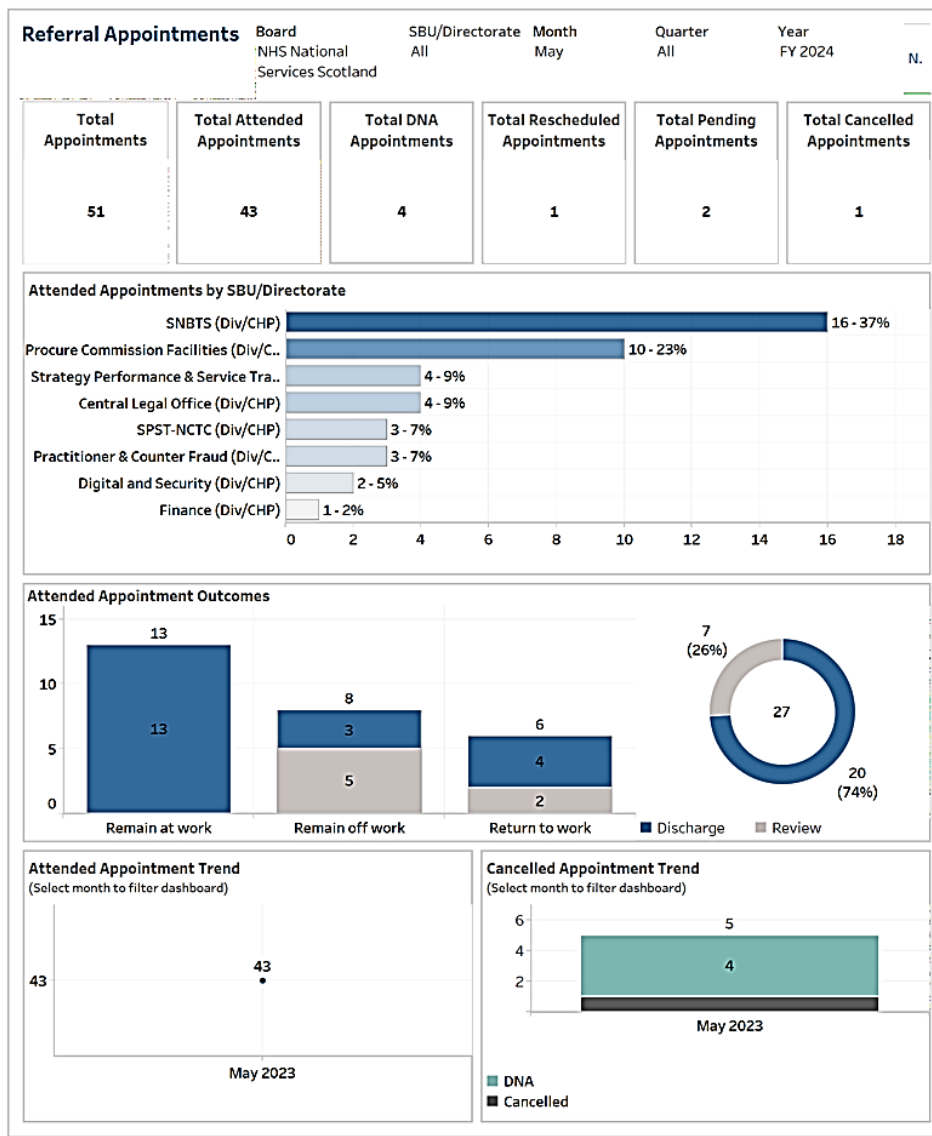 Referral Appointments
Board
NHS National
Services Scotland
SBU/Directorate
All
Month
May
Quarter
All
Year
FY 2024
N.
Total
Appointments
51
Total Attended
Appointments
43
Total DNA
Appointments
4
Total Rescheduled
Appointments
1
Total Pending
Appointments
2
Total Cancelled
Appointments
1
Attended Appointments by SBU/Directorate
SNBTS (Div/CHP)
16 - 37%
Procure Commission Facilities (Div/C..
10 - 23%
Strategy Performance & Service Tra..
4 - 9%
Central Legal Office (Div/CHP)
4 - 9%
SPST-NCTC (Div/CHP)
3 - 7%
Practitioner & Counter Fraud (Div/C..
3 - 7%
Digital and Security (Div/CHP)
2 - 5%
Finance (Div/CHP)
1 - 2%
0 2 4 6 8 10 12 14 16 18
Attended Appointment Outcomes
15
10
5
0
13
13
8
3
5
6
4
2
Remain at work
Remain off work
Return to work
7
(26%)
27
20
(74%)
Discharge
Review
Attended Appointment Trend
(Select month to filter dashboard)
43
43
May 2023
Cancelled Appointment Trend
(Select month to filter dashboard)
6
4
2
5
4
May 2023
DNA
Cancelled